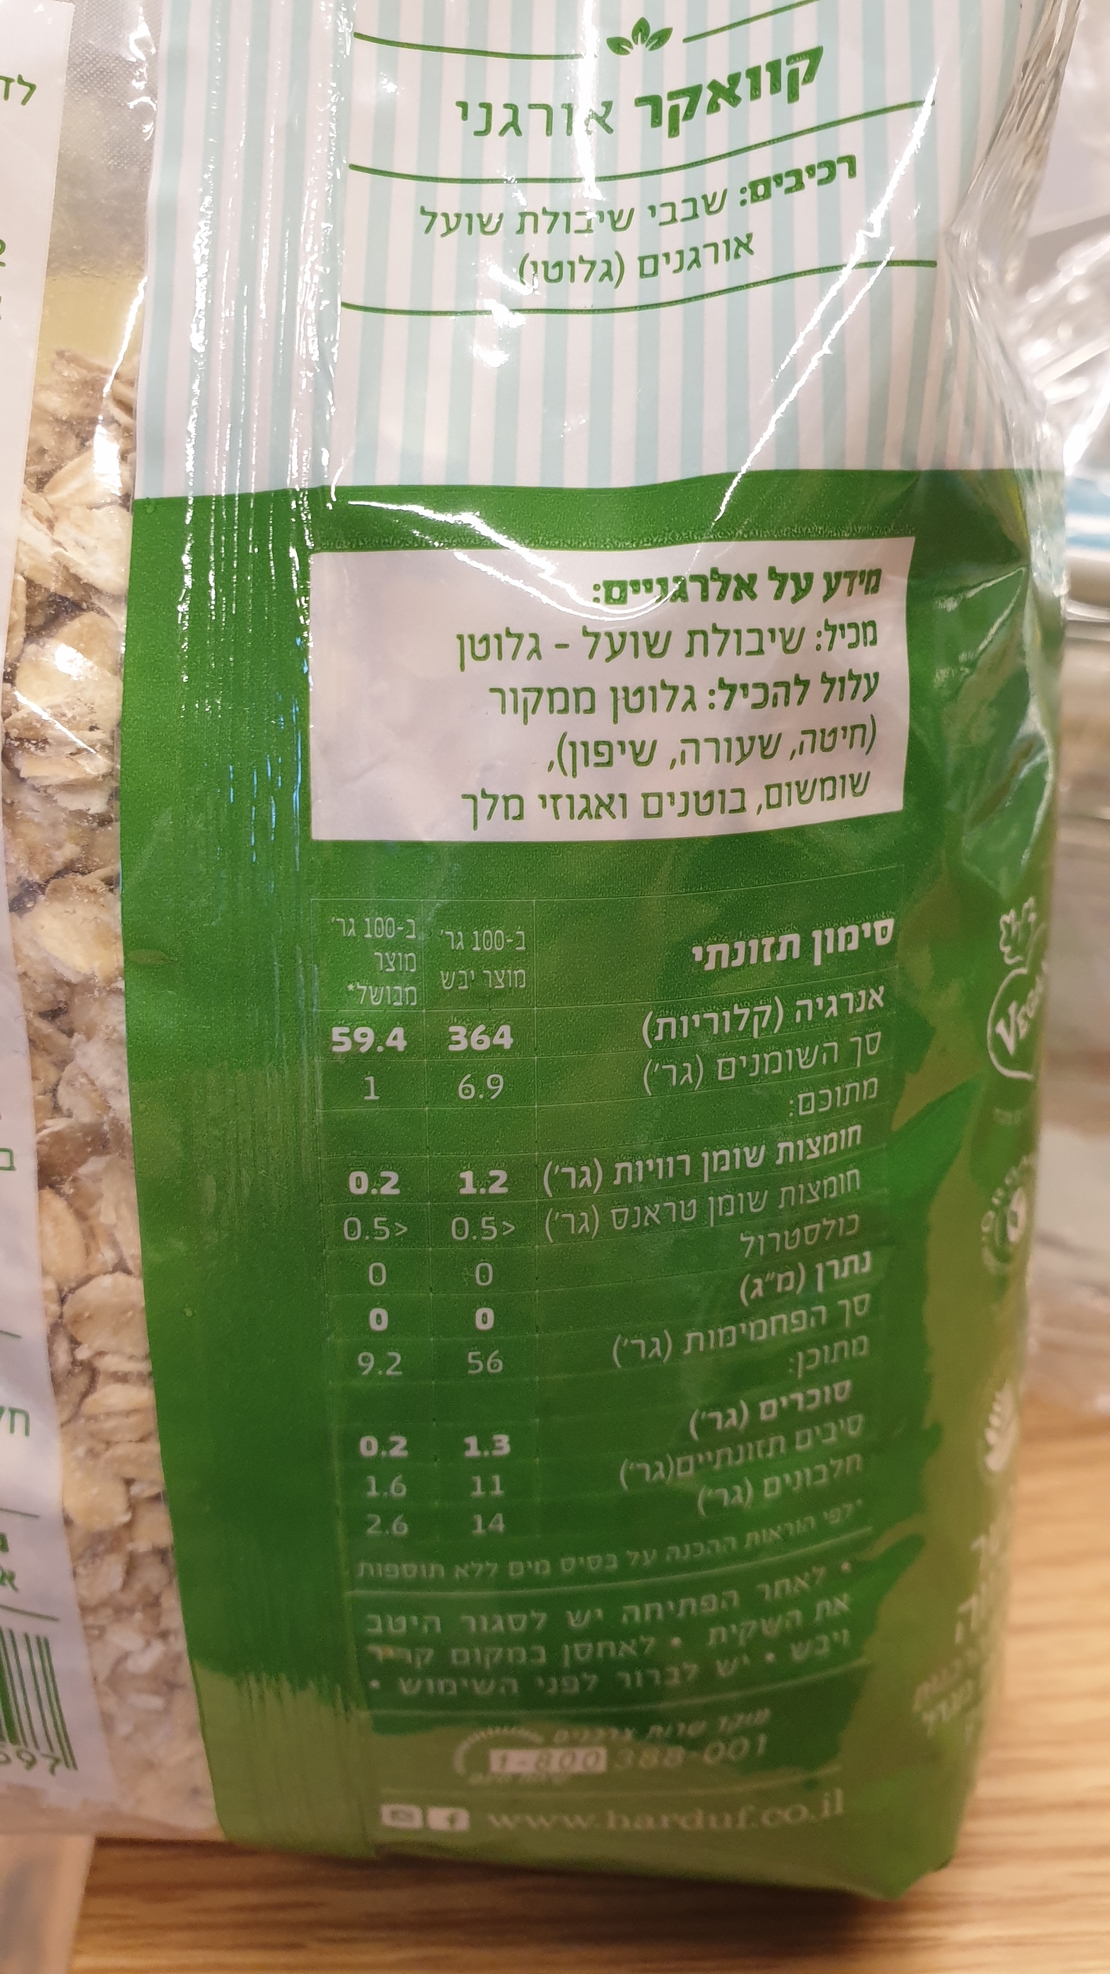 קוואקר אורגני
רכיבים: שבבי שיבולת שועל
אורגנים (גלוטן)
מידע על אלרגניים:
מכיל: שיבולת שועל - גלוטן
עלול להכיל: גלוטן ממקור
(חיטה, שעורה, שיפון),
שומשום, בוטנים ואגוזי מלך
סימון תזונתי ב-100 גר' מוצר יבש ב-100 גר' מוצר מבושל*
אנרגיה (קלוריות) 364 59.4
סך השומנים (גר') 6.9 1
מתוכם:
חומצות שומן רוויות (גר') 1.2 0.2
חומצות שומן טראנס (גר') <0.5 <0.5
כולסטרול 0 0
נתרן (מ"ג) 0 0
סך הפחמימות (גר') 56 9.2
מתוכן:
סוכרים (גר') 1.3 0.2
סיבים תזונתיים(גר') 11 1.6
חלבונים (גר') 14 2.6
*לפי הוראות ההכנה על בסיס מים ללא תוספות
• לאחר הפתיחה יש לסגור היטב
את השקית • לאחסן במקום קריר
ויבש • יש לברור לפני השימוש •
מוקד שרות צרכנים
1-800 388-001
www.harduf.co.il